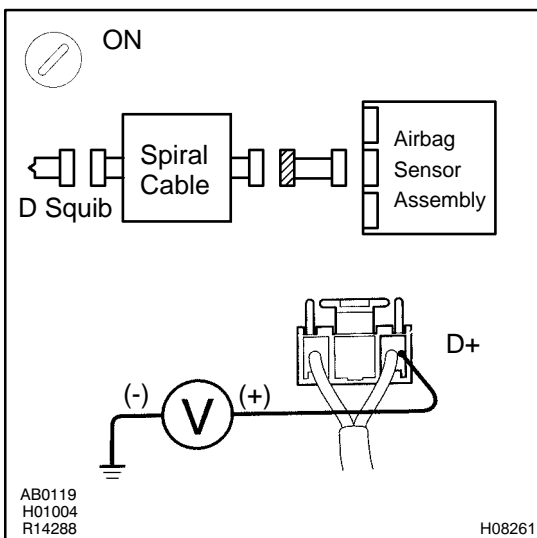 ON
Spiral
Cable
D Squib
Airbag
Sensor
Assembly
D+
(-)
V
(+)
AB0119
H01004
R14288
H08261